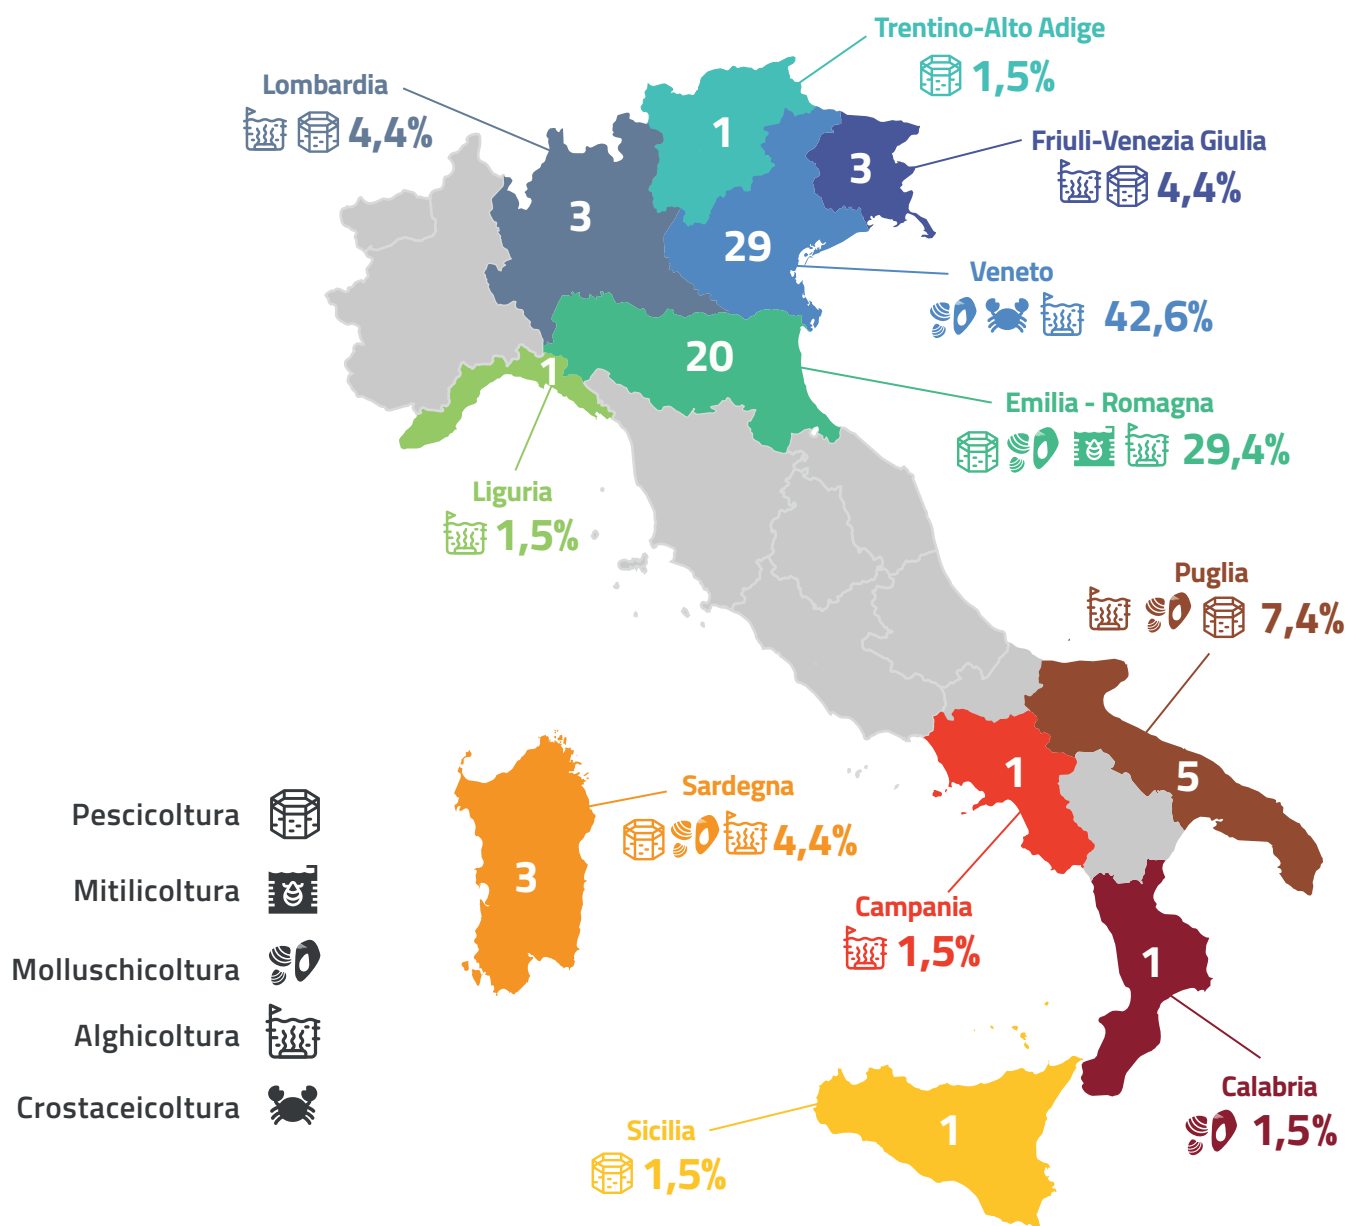 Trentino-Alto Adige
1,5%
1
Lombardia
4,4%
3
Friuli-Venezia Giulia
4,4%
3
Veneto
42,6%
29
Emilia - Romagna
29,4%
20
Liguria
1,5%
1
Puglia
7,4%
5
Campania
1,5%
1
Sardegna
4,4%
3
Calabria
1,5%
1
Sicilia
1,5%
1
Pescicoltura
Mitilicoltura
Molluschicoltura
Alghicoltura
Crostaceicoltura